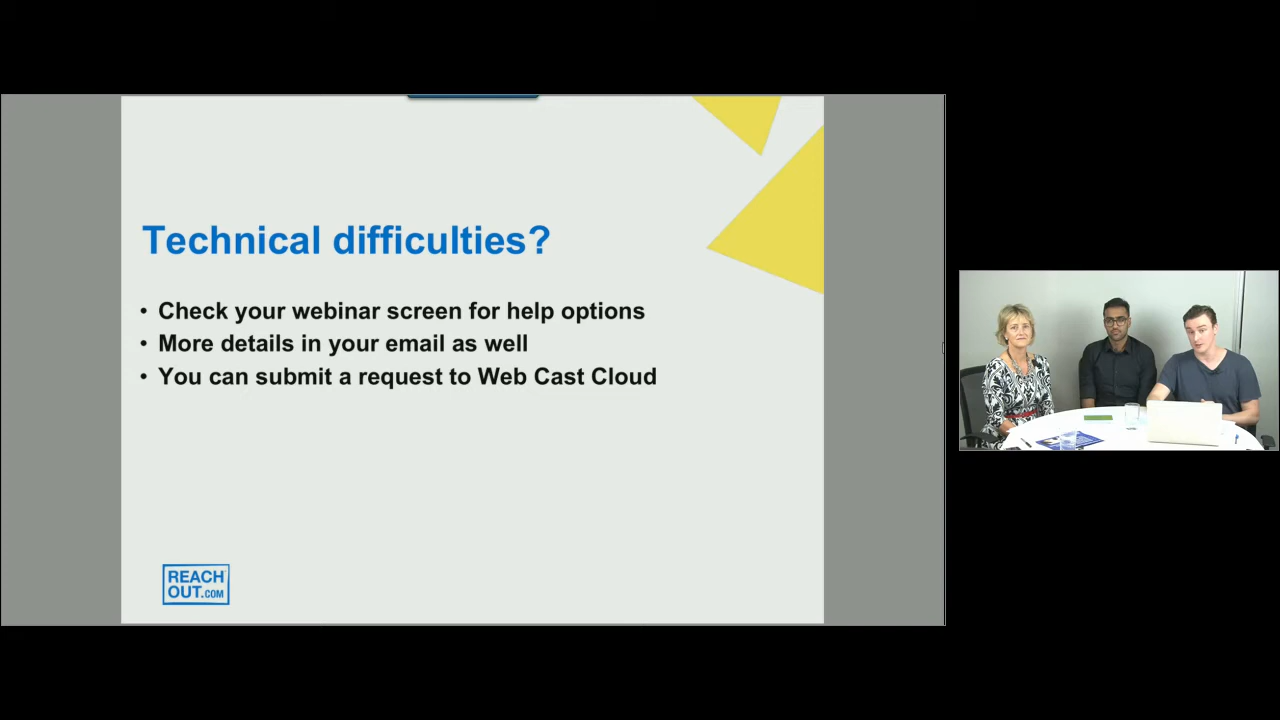 Technical difficulties?
• Check your webinar screen for help options
• More details in your email as well
• You can submit a request to Web Cast Cloud
REACH
OUT.COM